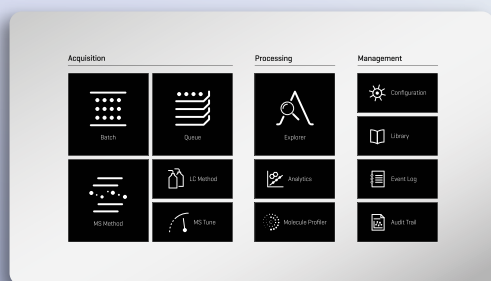 Acquisition
Processing
Management
Batch
Queue
Explorer
Configuration
Library
MS Method
LC Method
Analytics
Event Log
MS Tune
Molecule Profiler
Audit Trail